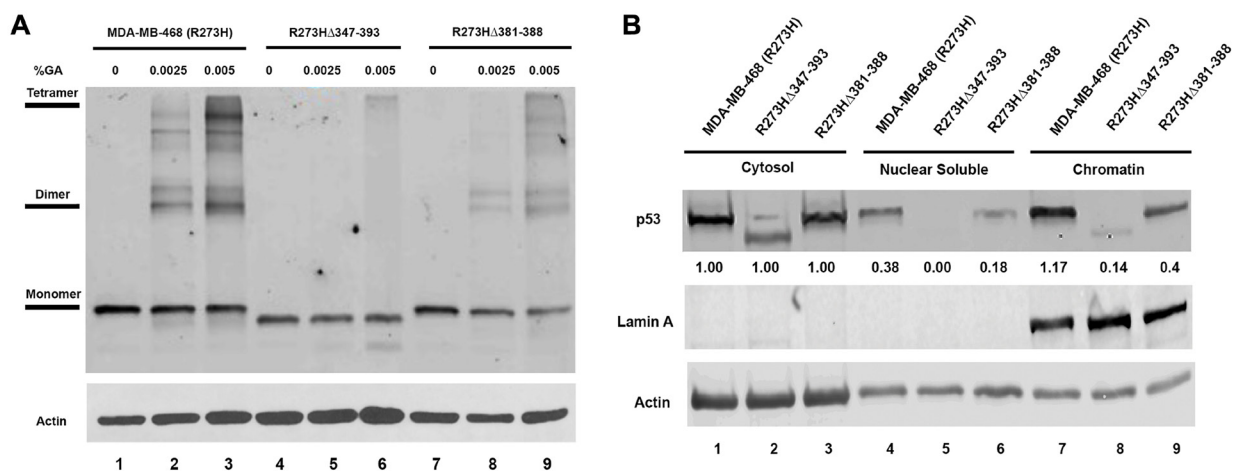 A
MDA-MB-468 (R273H) R273HΔ347-393 R273HΔ381-388
%GA 0 0.0025 0.005 0 0.0025 0.005 0 0.0025 0.005
Tetramer
Dimer
Monomer
Actin
1 2 3 4 5 6 7 8 9
B
MDA-MB-468 (R273H) R273HΔ347-393 R273HΔ381-388 MDA-MB-468 (R273H) R273HΔ347-393 R273HΔ381-388 MDA-MB-468 (R273H) R273HΔ347-393 R273HΔ381-388
Cytosol Nuclear Soluble Chromatin
p53
1.00 1.00 1.00 0.38 0.00 0.18 1.17 0.14 0.4
Lamin A
Actin
1 2 3 4 5 6 7 8 9